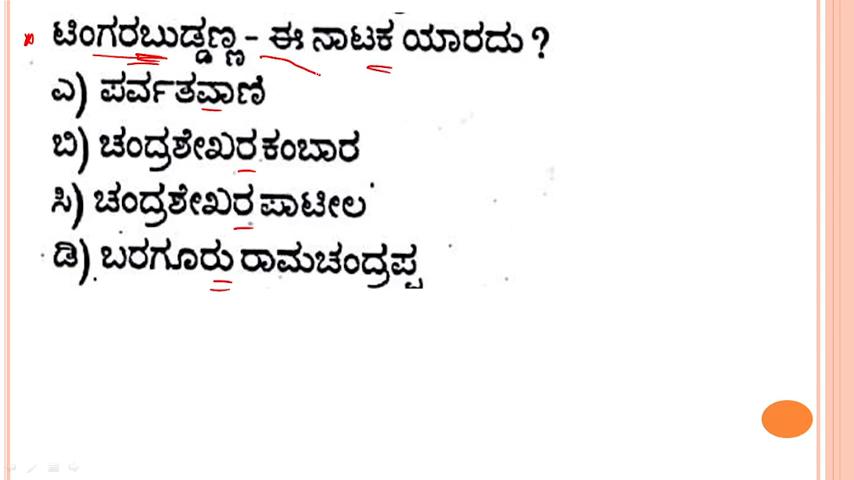 ಟಿಂಗರಬುಡ್ಡಣ್ಣ - ಈ ನಾಟಕ ಯಾರದು ?
ಎ) ಪರ್ವತವಾಣಿ
ಬಿ) ಚಂದ್ರಶೇಖರ ಕಂಬಾರ
ಸಿ) ಚಂದ್ರಶೇಖರ ಪಾಟೀಲ
ಡಿ) ಬರಗೂರು ರಾಮಚಂದ್ರಪ್ಪ